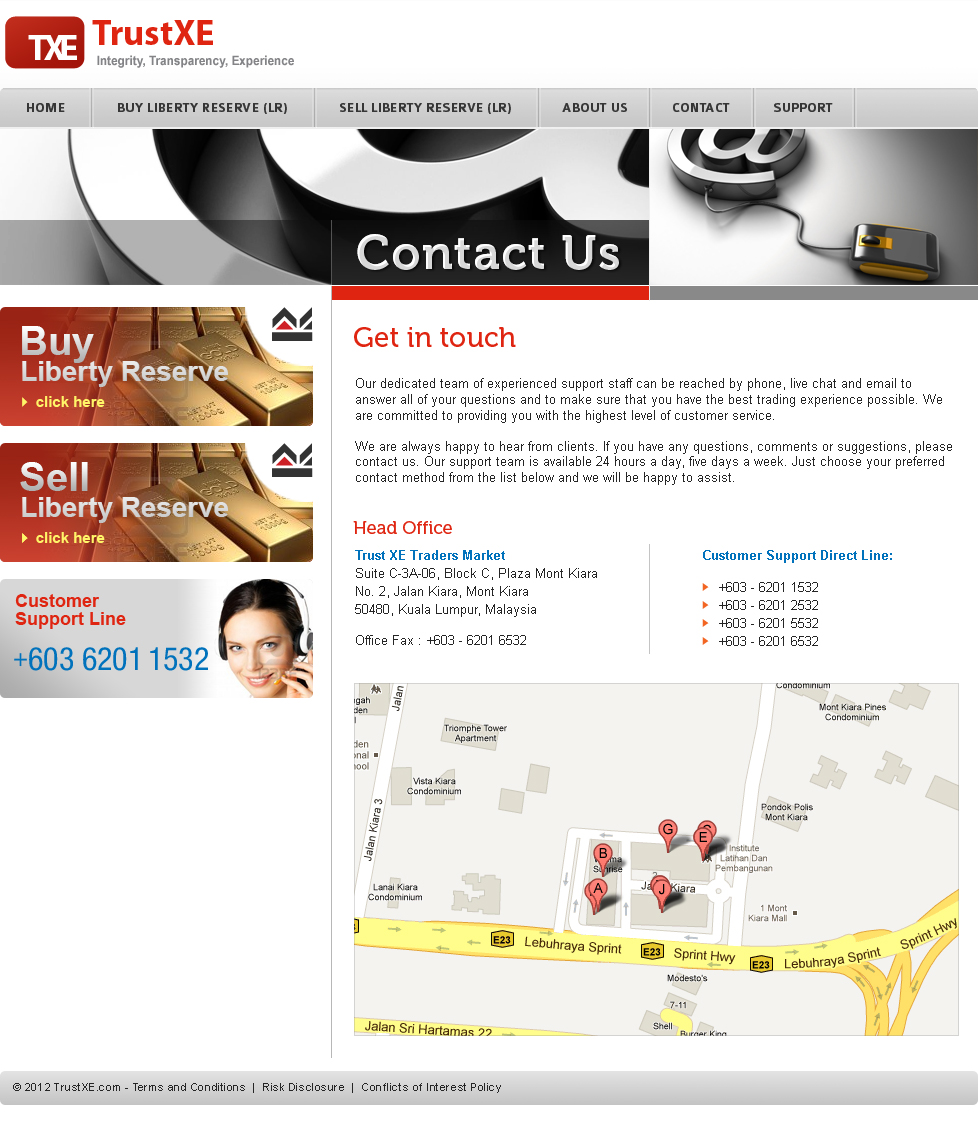 TXE TrustXE
Integrity, Transparency, Experience
HOME BUY LIBERTY RESERVE (LR) SELL LIBERTY RESERVE (LR) ABOUT US CONTACT SUPPORT
Contact Us
Buy
Liberty Reserve
click here
Sell
Liberty Reserve
click here
Customer
Support Line
+603 6201 1532
Get in touch
Our dedicated team of experienced support staff can be reached by phone, live chat and email to
answer all of your questions and to make sure that you have the best trading experience possible. We
are committed to providing you with the highest level of customer service.
We are always happy to hear from clients. If you have any questions, comments or suggestions, please
contact us. Our support team is available 24 hours a day, five days a week. Just choose your preferred
contact method from the list below and we will be happy to assist.
Head Office
Trust XE Traders Market
Suite C-3A-06, Block C, Plaza Mont Kiara
No. 2, Jalan Kiara, Mont Kiara
50480, Kuala Lumpur, Malaysia
Office Fax : +603 - 6201 6532
Customer Support Direct Line:
+603 - 6201 1532
+603 - 6201 2532
+603 - 6201 5532
+603 - 6201 6532
Jalan
Condominium
Mont Kiara Pines
Condominium
Triomphe Tower
Apartment
Vista Kiara
Condominium
Jalan Kiara 3
Pondok Polis
Mont Kiara
G
E
B
Institute
Latihan Dan
Pembangunan
A
J
Kiara
Lanai Kiara
Condominium
1 Mont
Kiara Mall
E23
Lebuhraya Sprint
E23
Sprint Hwy
E23
Lebuhraya Sprint
Sprint Hwy
Modesto's
7-11
Shell
Burger King
Jalan Sri Hartamas 22
© 2012 TrustXE.com - Terms and Conditions | Risk Disclosure | Conflicts of Interest Policy